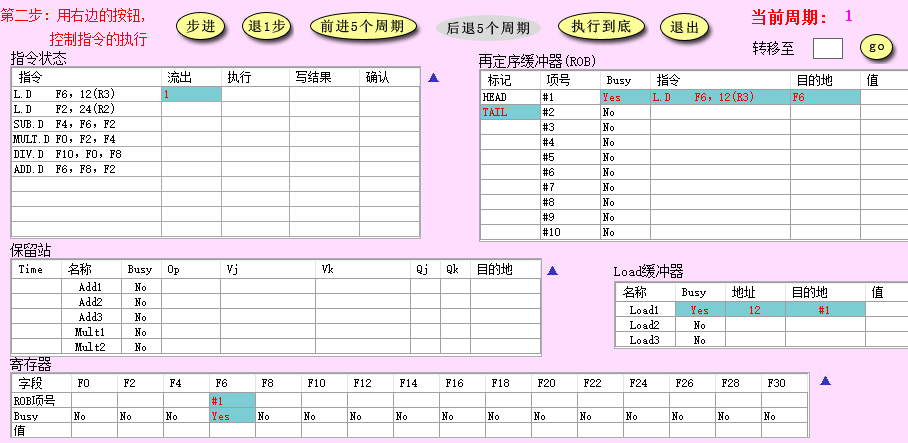 第二步：用右边的按钮，
控制指令的执行
步进 退1步 前进5个周期 后退5个周期 执行到底 退出
当前周期： 1
转移至 go
指令状态
指令 流出 执行 写结果 确认
L.D F6, 12(R3) 1
L.D F2, 24(R2)
SUB.D F4, F6, F2
MULT.D F0, F2, F4
DIV.D F10, F0, F8
ADD.D F6, F8, F2
再定序缓冲器(ROB)
标记 项号 Busy 指令 目的地 值
HEAD #1 Yes L.D F6, 12(R3) F6
TAIL #2 No
#3 No
#4 No
#5 No
#6 No
#7 No
#8 No
#9 No
#10 No
保留站
Time 名称 Busy Op Vj Vk Qj Qk 目的地
Add1 No
Add2 No
Add3 No
Mult1 No
Mult2 No
Load缓冲器
名称 Busy 地址 目的地 值
Load1 Yes 12 #1
Load2 No
Load3 No
寄存器
字段 F0 F2 F4 F6 F8 F10 F12 F14 F16 F18 F20 F22 F24 F26 F28 F30
ROB项号 #1
Busy No No No Yes No No No No No No No No No No No No
值